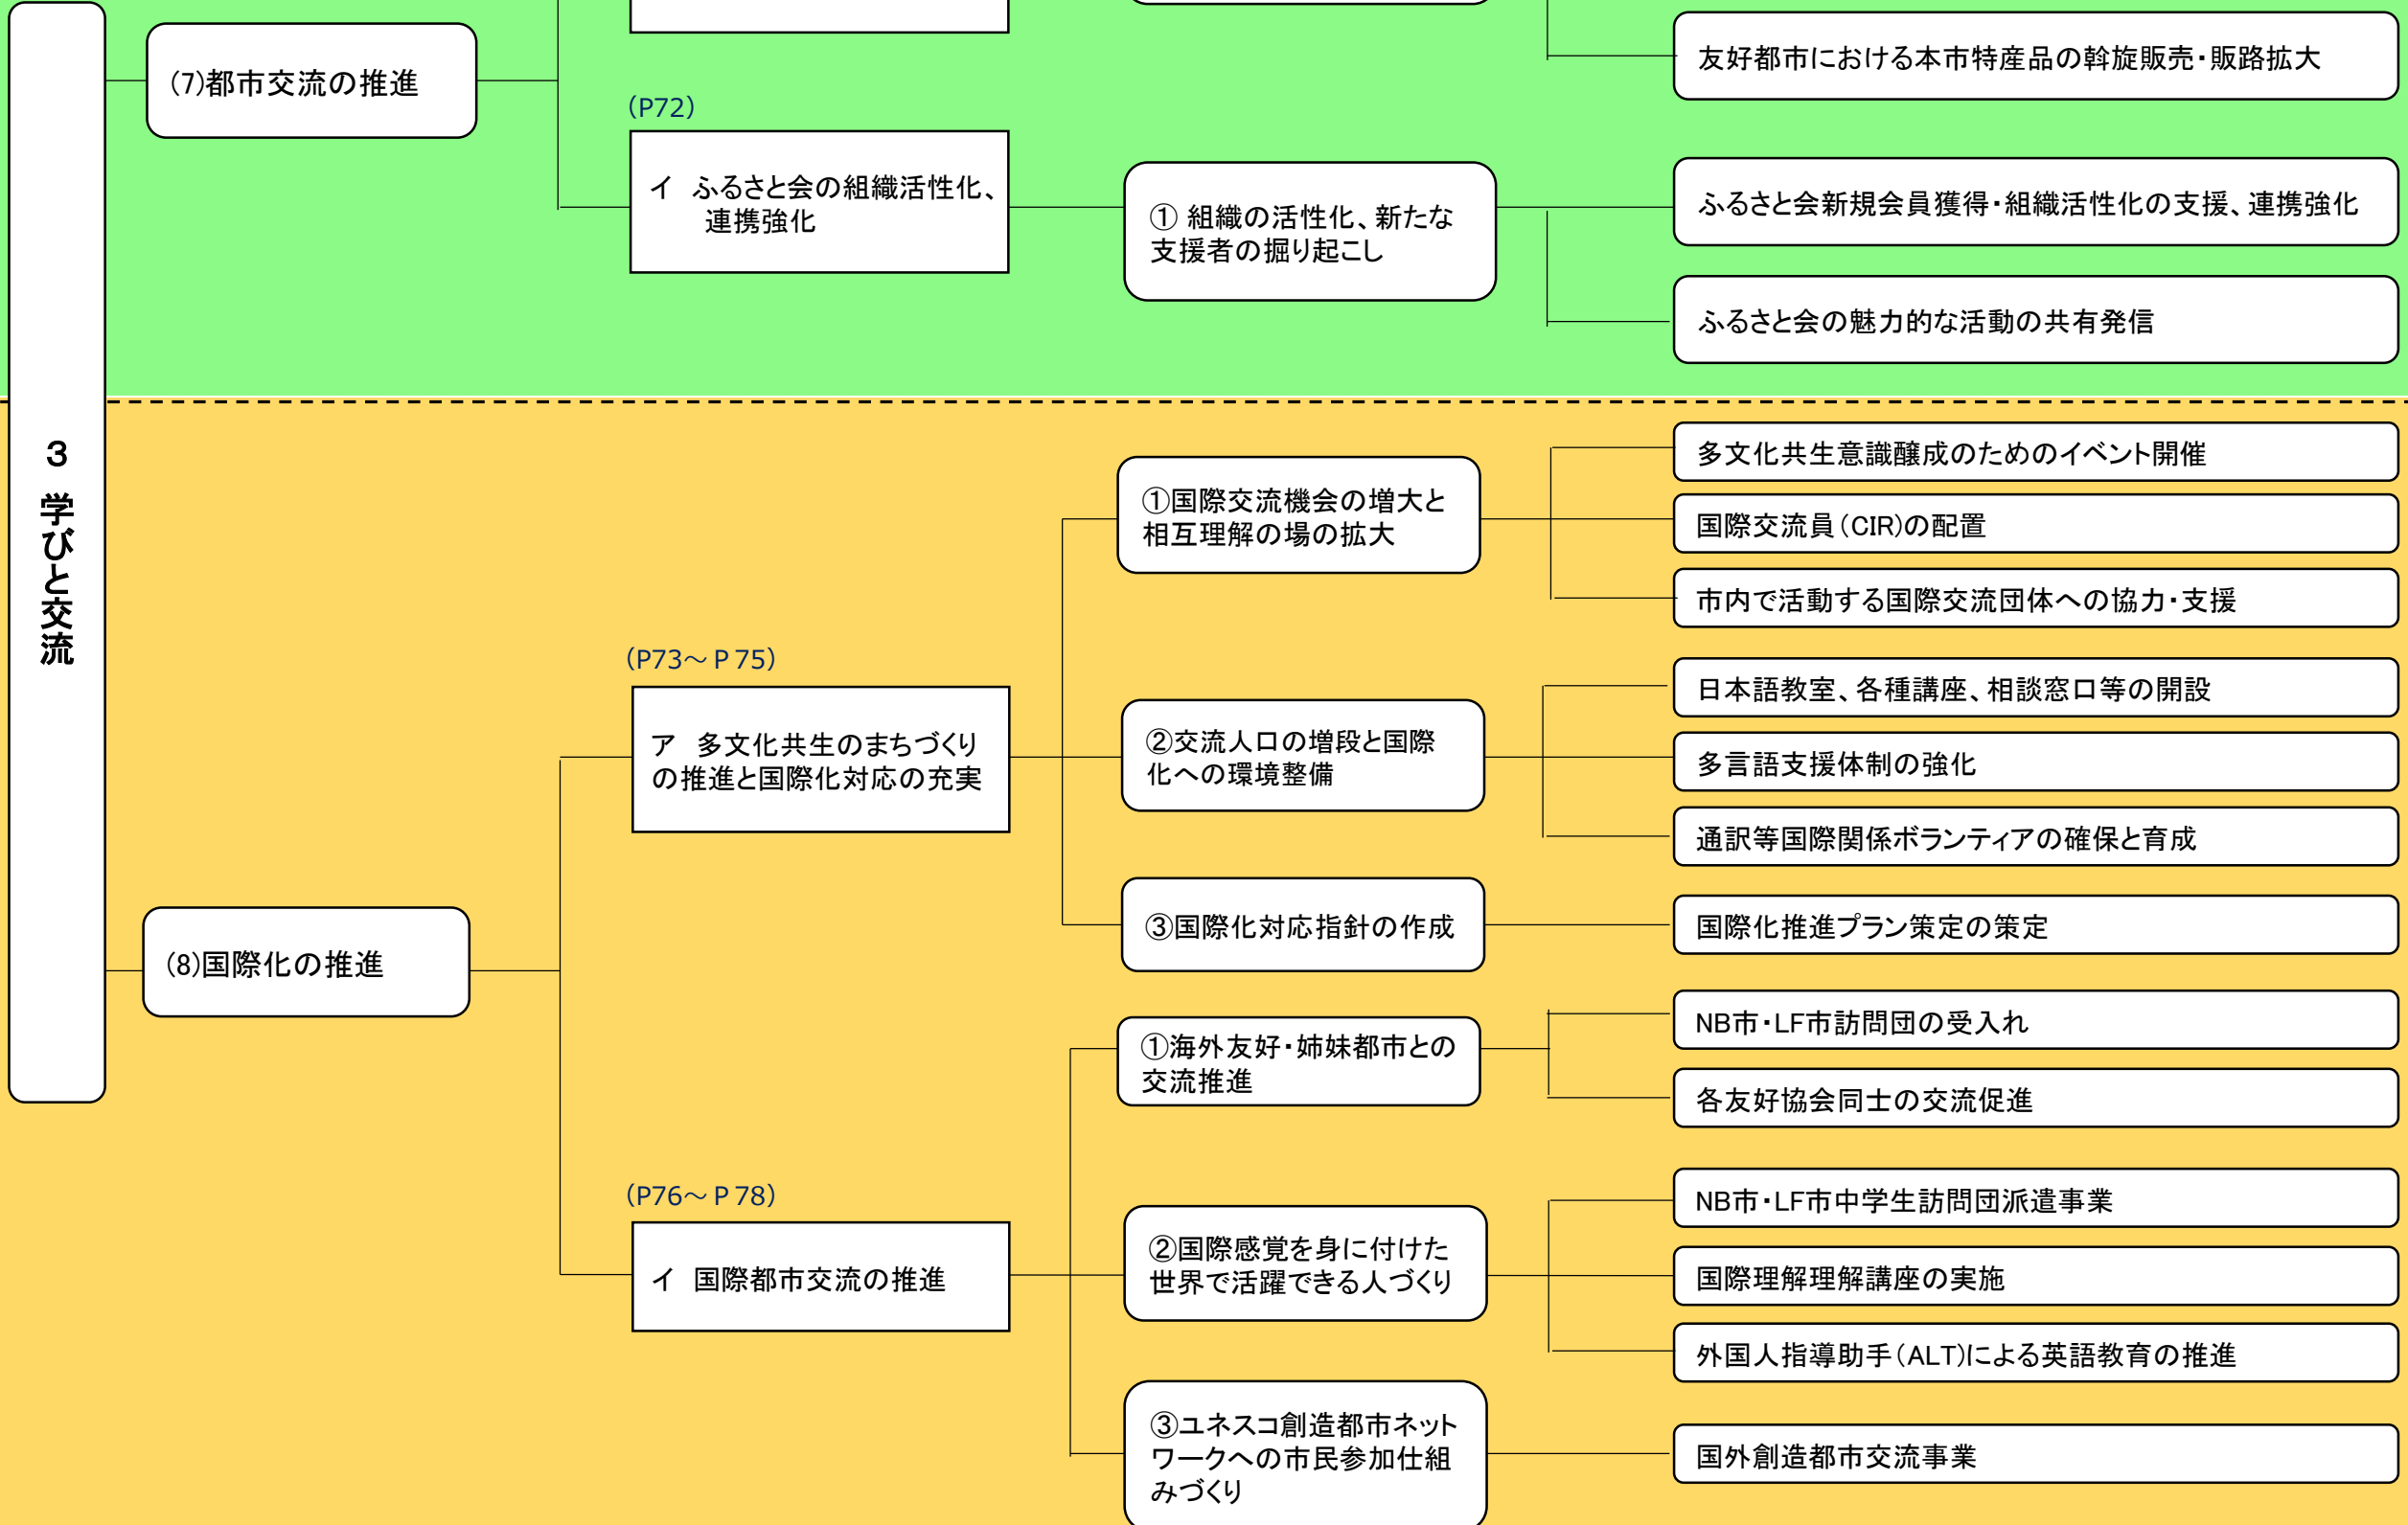 3 学びと交流
(7)都市交流の推進
友好都市における本市特産品の斡旋販売・販路拡大
(P72)
イ ふるさと会の組織活性化、
連携強化
① 組織の活性化、新たな
支援者の掘り起こし
ふるさと会新規会員獲得・組織活性化の支援、連携強化
ふるさと会の魅力的な活動の共有発信
(8)国際化の推進
(P73～P 75)
ア 多文化共生のまちづくり
の推進と国際化対応の充実
①国際交流機会の増大と
相互理解の場の拡大
多文化共生意識醸成のためのイベント開催
国際交流員(CIR)の配置
市内で活動する国際交流団体への協力・支援
②交流人口の増段と国際
化への環境整備
日本語教室、各種講座、相談窓口等の開設
多言語支援体制の強化
通訳等国際関係ボランティアの確保と育成
③国際化対応指針の作成
国際化推進プラン策定の策定
(P76～P 78)
イ 国際都市交流の推進
①海外友好・姉妹都市との
交流推進
NB市・LF市訪問団の受入れ
各友好協会同士の交流促進
②国際感覚を身に付けた
世界で活躍できる人づくり
NB市・LF市中学生訪問団派遣事業
国際理解理解講座の実施
外国人指導助手(ALT)による英語教育の推進
③ユネスコ創造都市ネット
ワークへの市民参加仕組
みづくり
国外創造都市交流事業